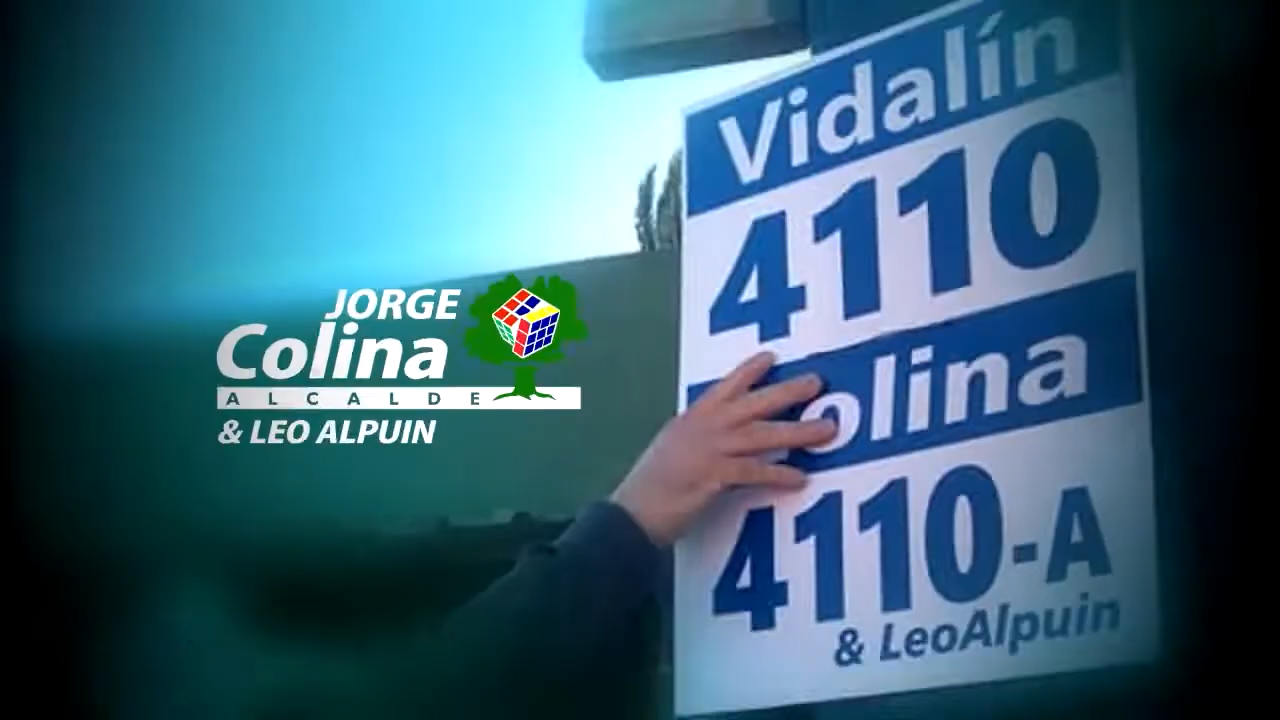 JORGE
Colina
ALCALDE
& LEO ALPUIN
Vidalín
4110
olina
4110-A
& LeoAlpuin